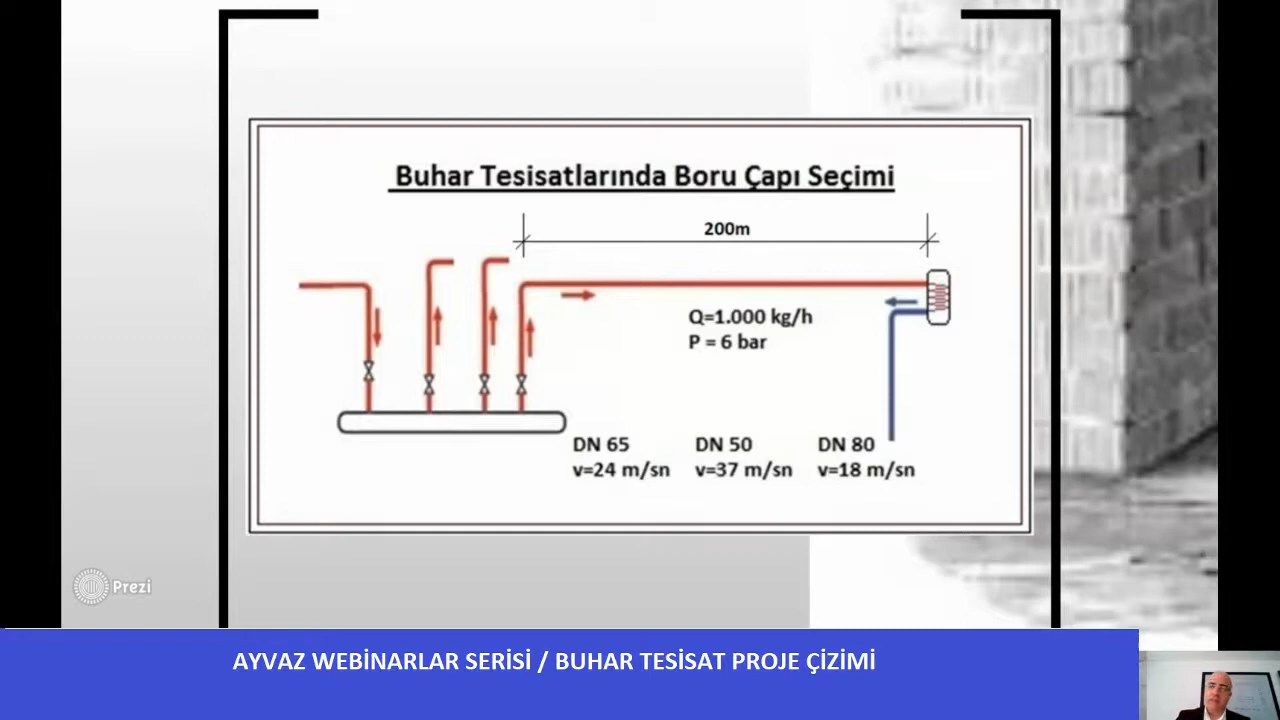 Buhar Tesisatlarında Boru Çapı Seçimi
200m
Q=1.000 kg/h
P = 6 bar
DN 65 DN 50 DN 80
v=24 m/sn v=37 m/sn v=18 m/sn
Prezi
AYVAZ WEBİNARLAR SERİSİ / BUHAR TESİSAT PROJE ÇİZİMİ